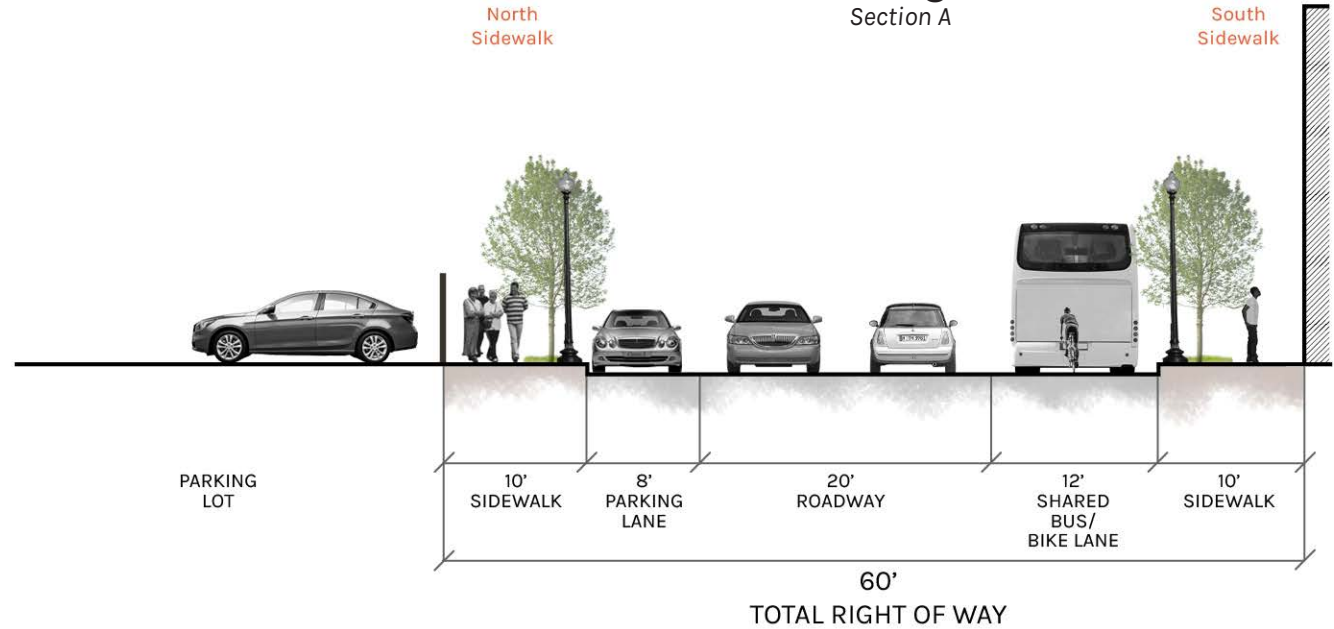 Section A
North
Sidewalk
South
Sidewalk
PARKING
LOT
10’
SIDEWALK
8’
PARKING
LANE
20’
ROADWAY
12’
SHARED
BUS/
BIKE LANE
10’
SIDEWALK
60’
TOTAL RIGHT OF WAY